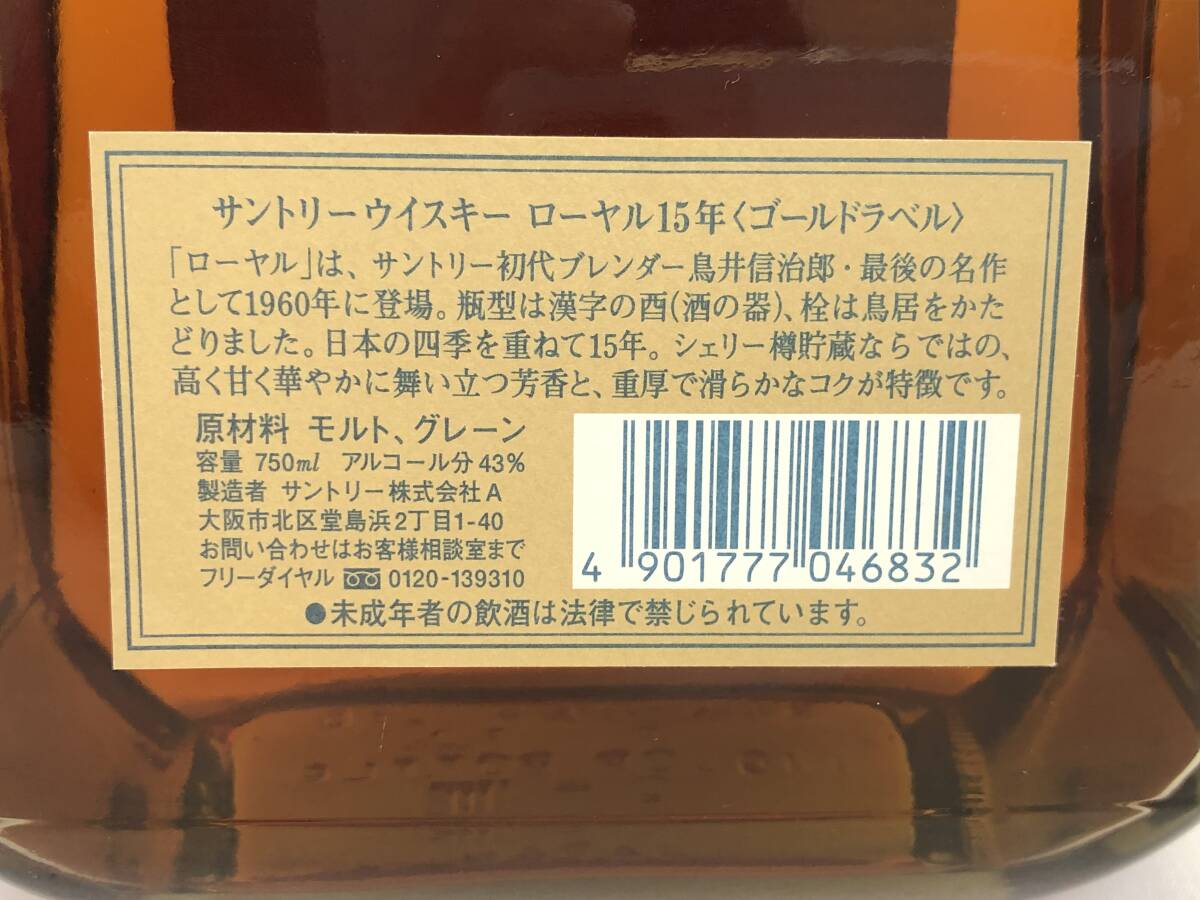 サントリーウイスキー ローヤル15年〈ゴールドラベル〉
「ローヤル」は、サントリー初代ブレンダー鳥井信治郎・最後の名作
として1960年に登場。瓶型は漢字の酉(酒の器)、栓は鳥居をかた
どりました。日本の四季を重ねて15年。シェリー樽貯蔵ならではの、
高く甘く華やかに舞い立つ芳香と、重厚で滑らかなコクが特徴です。
原材料 モルト、グレーン
容量 750ml アルコール分43%
製造者 サントリー株式会社A
大阪市北区堂島浜2丁目1-40
お問い合わせはお客様相談室まで
フリーダイヤル 0120-139310
4 901777 046832
●未成年者の飲酒は法律で禁じられています。